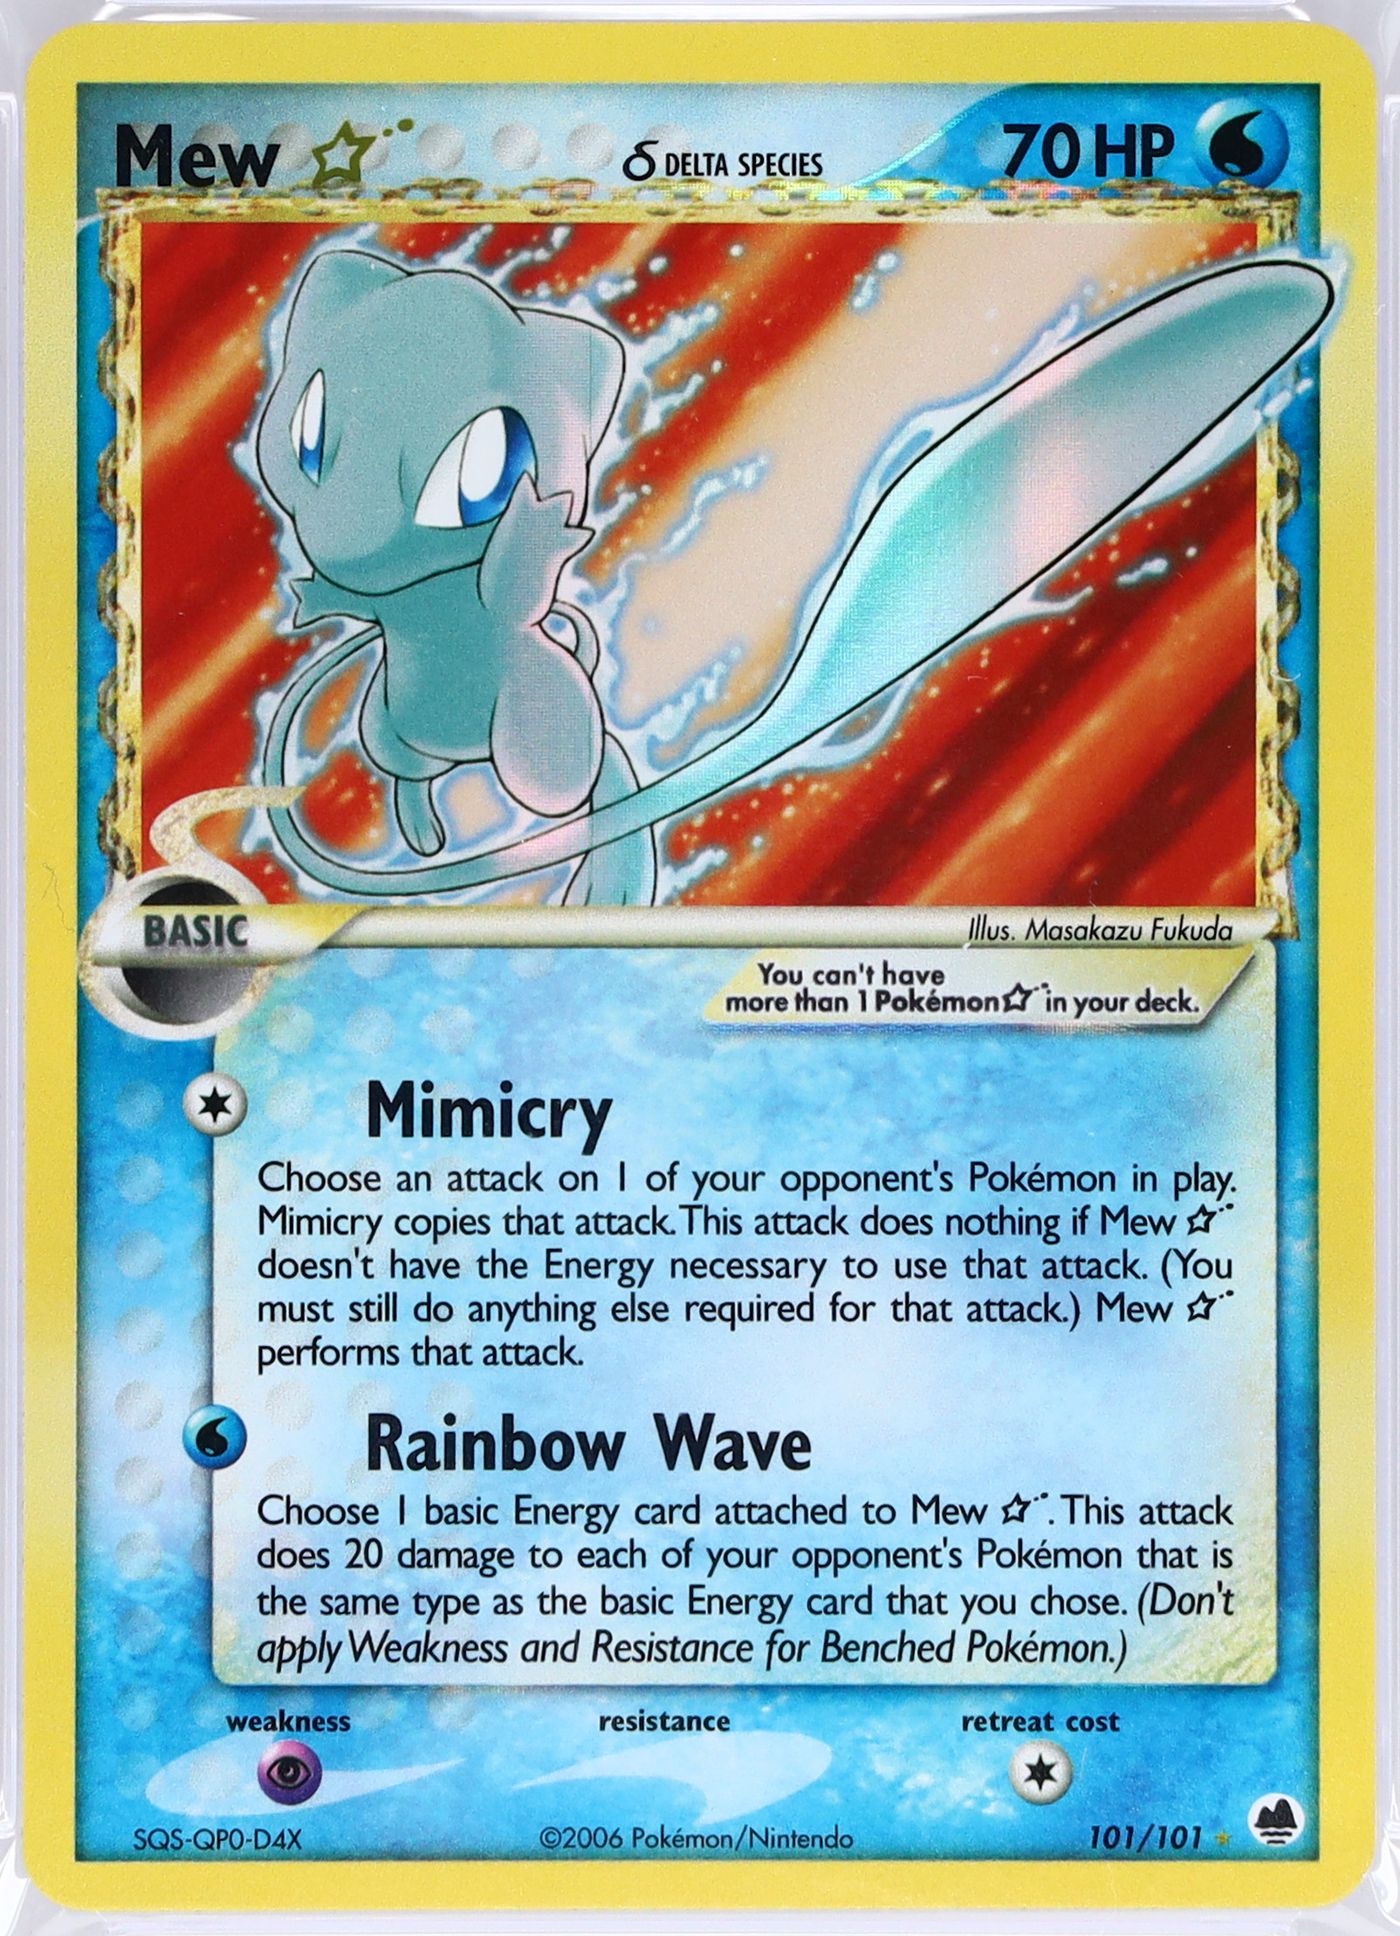 Mew ☆
δ DELTA SPECIES
70 HP
BASIC
Illus. Masakazu Fukuda
You can't have
more than 1 Pokémon☆ in your deck.
Mimicry
Choose an attack on 1 of your opponent's Pokémon in play.
Mimicry copies that attack. This attack does nothing if Mew ☆
doesn't have the Energy necessary to use that attack. (You
must still do anything else required for that attack.) Mew ☆
performs that attack.
Rainbow Wave
Choose 1 basic Energy card attached to Mew ☆. This attack
does 20 damage to each of your opponent's Pokémon that is
the same type as the basic Energy card that you chose. (Don't
apply Weakness and Resistance for Benched Pokémon.)
weakness resistance retreat cost
SQS-QP0-D4X ©2006 Pokémon/Nintendo 101/101 ★